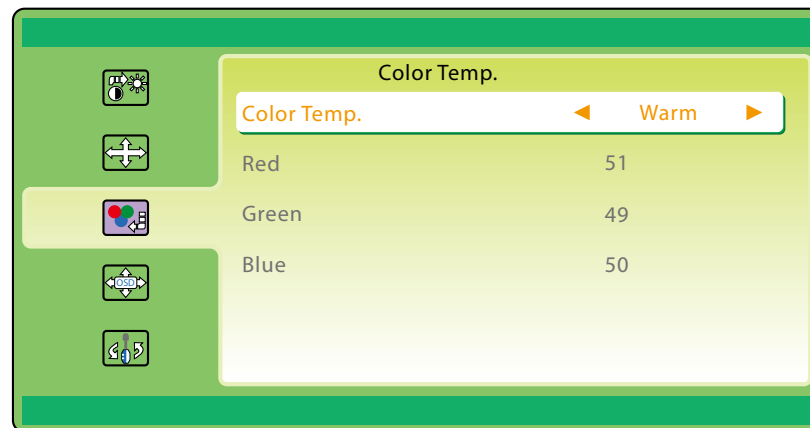 Color Temp.
Color Temp. ◄ Warm ►
Red 51
Green 49
Blue 50
OSD